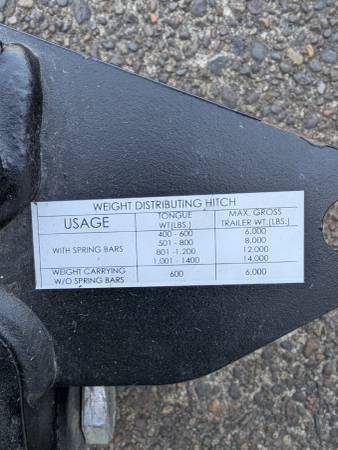 WEIGHT DISTRIBUTING HITCH
USAGE TONGUE WT(LBS.) MAX. GROSS TRAILER WT.(LBS.)
WITH SPRING BARS 400 - 600 6,000
501 - 800 8,000
801 -1,200 12,000
1,001 - 1400 14,000
WEIGHT CARRYING W/O SPRING BARS 600 6,000